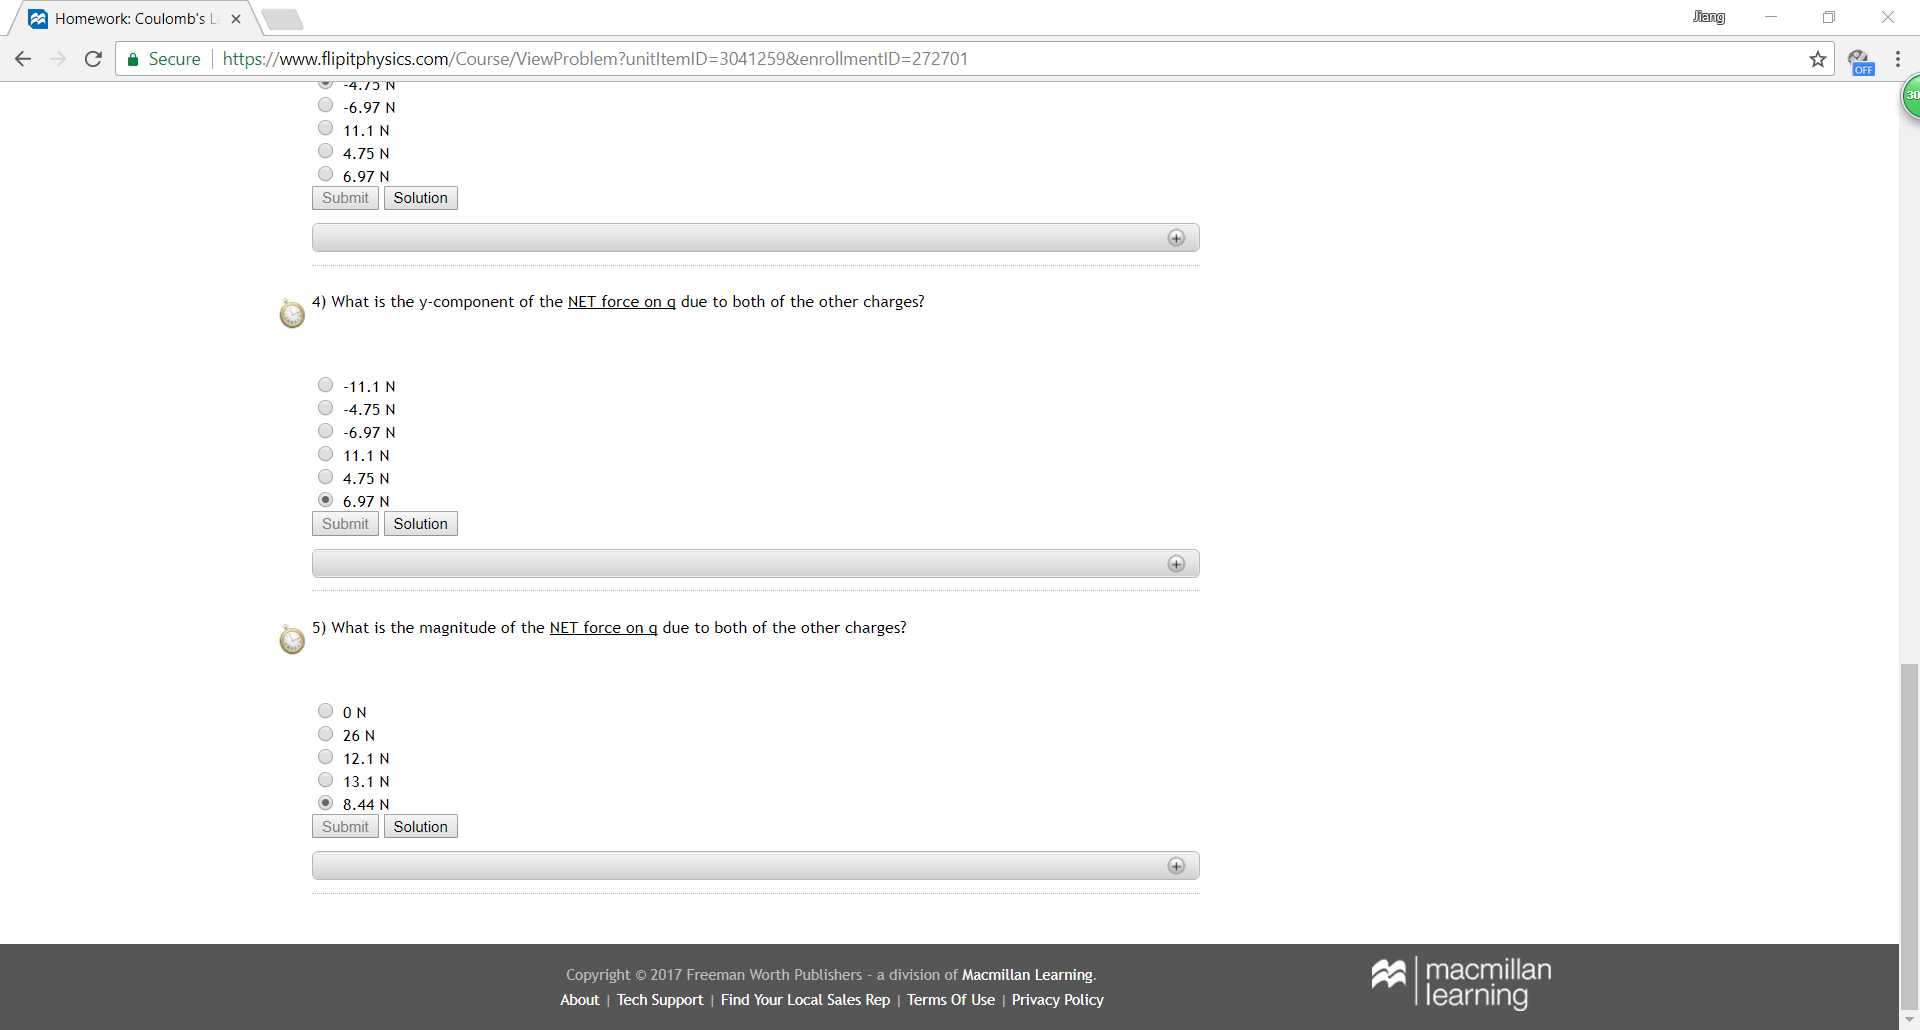 Homework: Coulomb's La
Jiang
Secure
https://www.flipitphysics.com/Course/ViewProblem?unitItemID=3041259&enrollmentID=272701
OFF
30
-4.75 N
-6.97 N
11.1 N
4.75 N
6.97 N
Submit Solution
4) What is the y-component of the NET force on q due to both of the other charges?
-11.1 N
-4.75 N
-6.97 N
11.1 N
4.75 N
6.97 N
Submit Solution
5) What is the magnitude of the NET force on q due to both of the other charges?
0 N
26 N
12.1 N
13.1 N
8.44 N
Submit Solution
Copyright © 2017 Freeman Worth Publishers - a division of Macmillan Learning.
About | Tech Support | Find Your Local Sales Rep | Terms Of Use | Privacy Policy
macmillan
learning